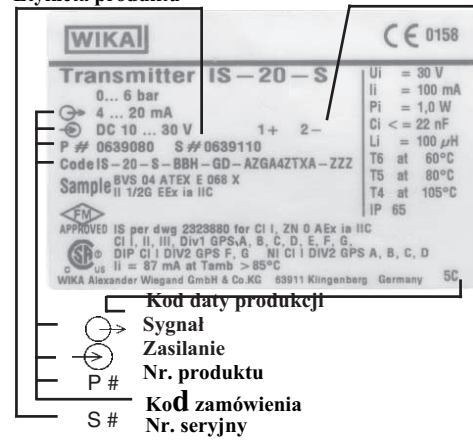 Etykieta produktu
WIKA CE 0158
Transmitter IS-20-S
0... 6 bar
4 ... 20 mA
DC 10 ... 30 V 1+ 2-
P # 0639080 S # 0639110
Code IS-20-S-BBH-GD-AZGA4ZTXA-ZZZ
Sample BVS 04 ATEX E 068 X
II 1/2G EEx ia IIC
Ui = 30 V
Ii = 100 mA
Pi = 1,0 W
Ci <= 22 nF
Li = 100 µH
T6 at 60°C
T5 at 80°C
T4 at 105°C
IP 65
FM
APPROVED IS per dwg 2323880 for Cl I, ZN 0 AEx ia IIC
Cl I, II, III, Div1 GPS A, B, C, D, E, F, G,
DIP Cl I DIV2 GPS F, G NI Cl I DIV2 GPS A, B, C, D
C US Ii = 87 mA at Tamb >85°C
WIKA Alexander Wiegand GmbH & Co.KG 63911 Klingenberg Germany 5C
Kod daty produkcji
Sygnał
Zasilanie
P # Nr. produktu
Kod zamówienia
S # Nr. seryjny